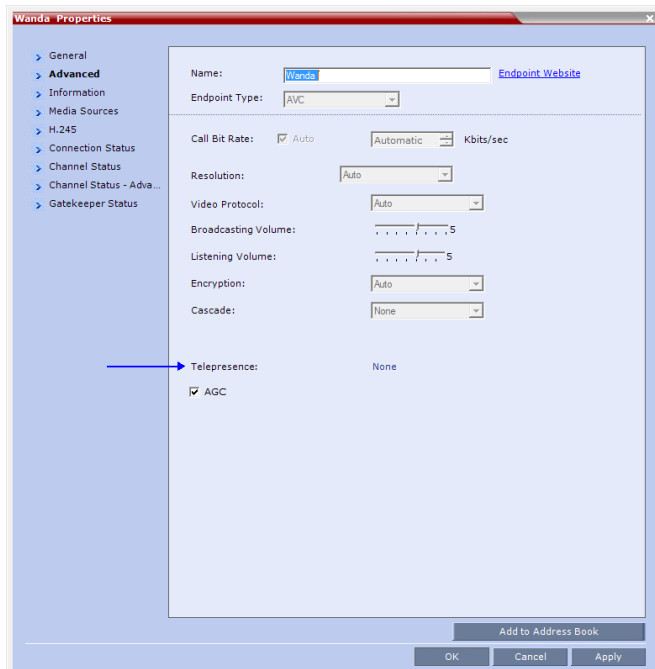 Wanda Properties
X
General
Advanced
Information
Media Sources
H.245
Connection Status
Channel Status
Channel Status - Adva...
Gatekeeper Status
Name: Wanda Endpoint Website
Endpoint Type: AVC
Call Bit Rate: Auto Automatic Kbits/sec
Resolution: Auto
Video Protocol: Auto
Broadcasting Volume: 5
Listening Volume: 5
Encryption: Auto
Cascade: None
Telepresence: None
AGC
Add to Address Book
OK Cancel Apply